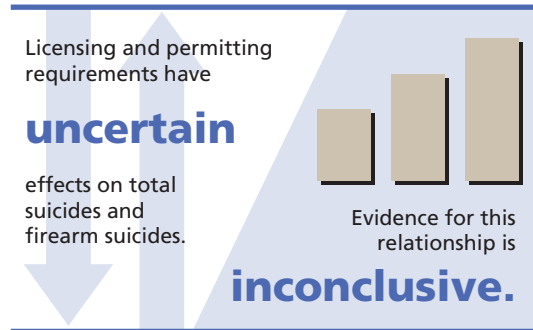 Licensing and permitting
requirements have
uncertain
effects on total
suicides and
firearm suicides.
Evidence for this
relationship is
inconclusive.